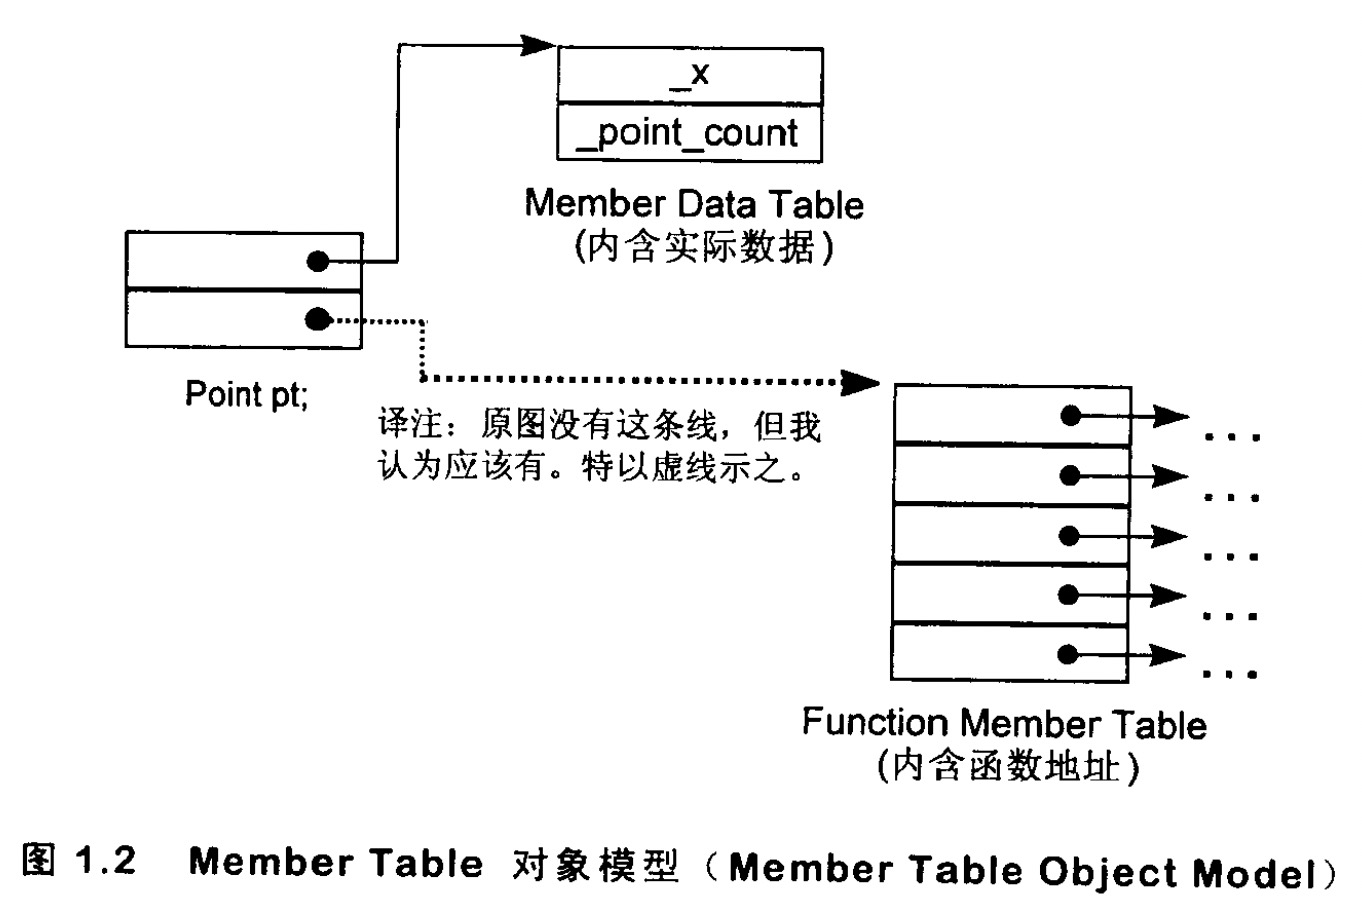 _x
_point_count
Member Data Table
(内含实际数据)
Point pt;
译注：原图没有这条线，但我
认为应该有。特以虚线示之。
...
...
...
...
...
Function Member Table
(内含函数地址)
图 1.2 Member Table 对象模型（Member Table Object Model）